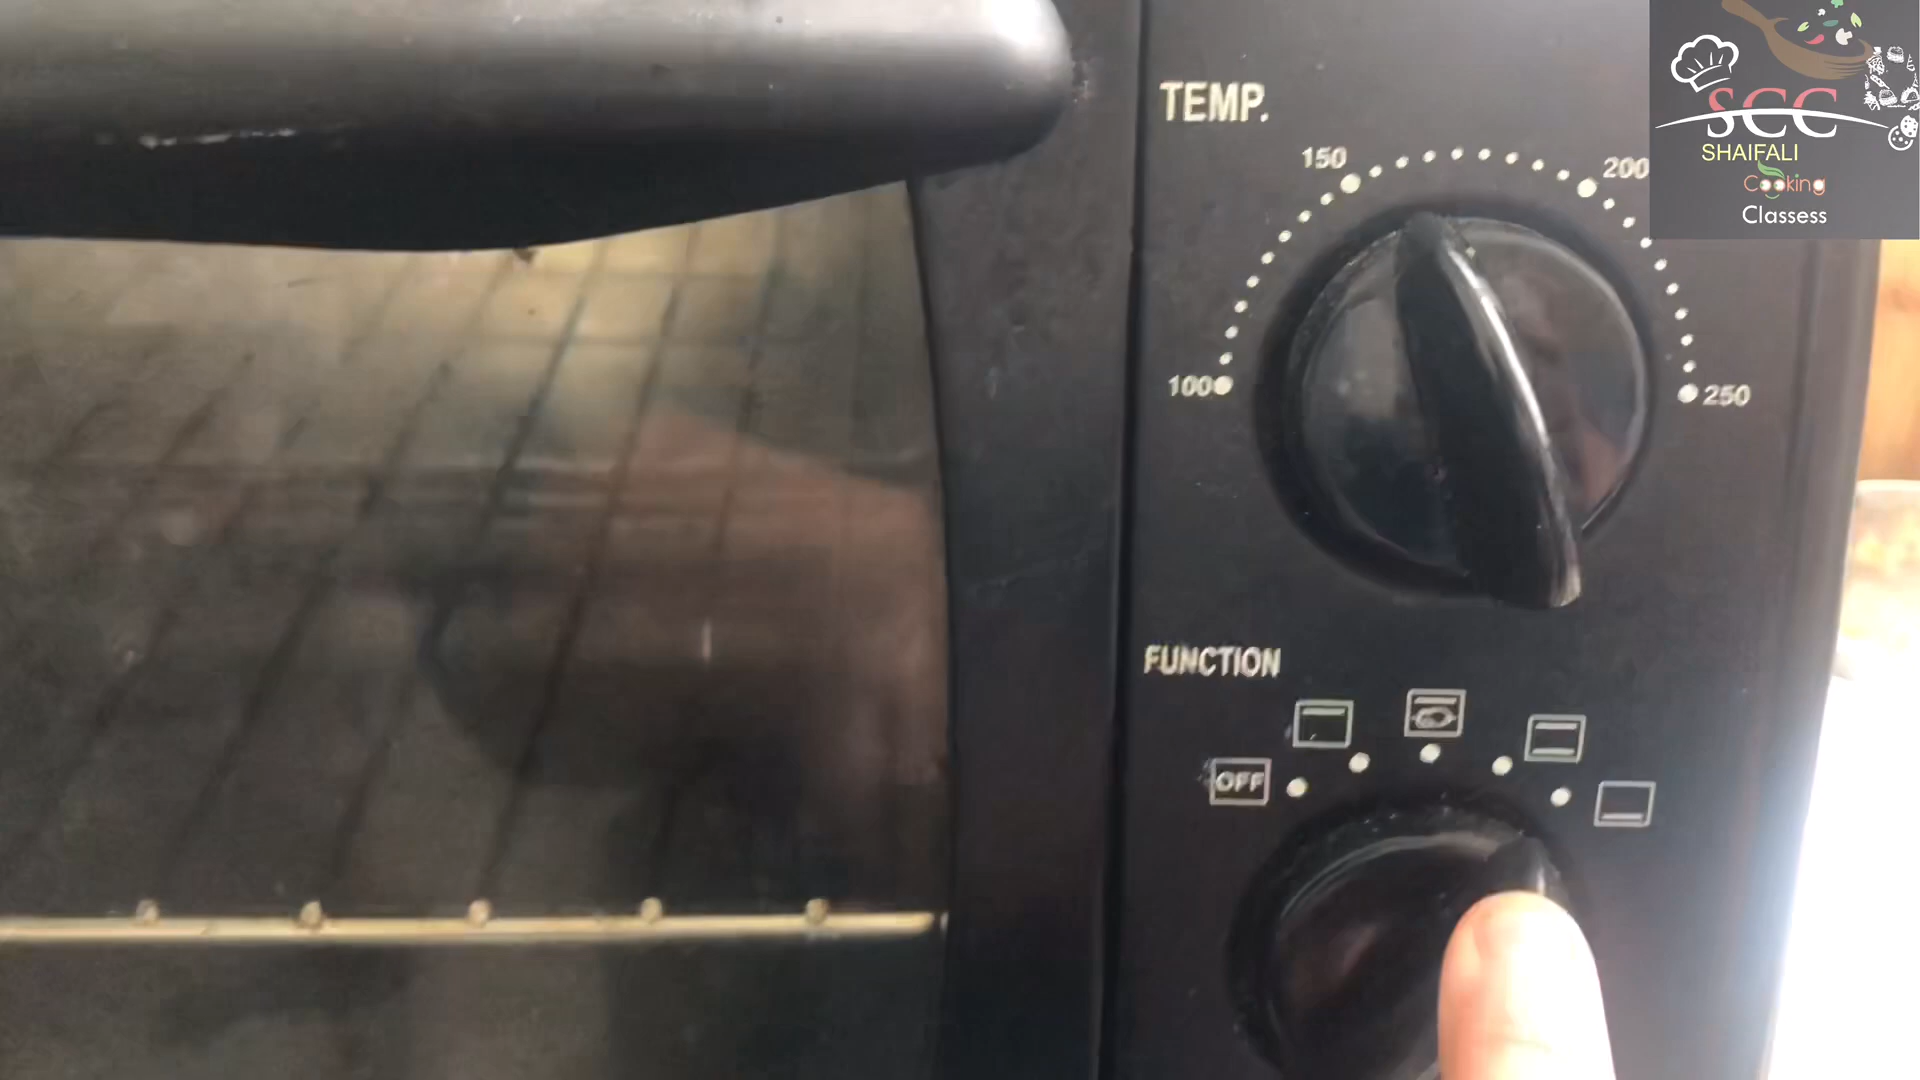 TEMP.
150
200
100
250
FUNCTION
OFF
SCC
SHAIFALI
Cooking
Classess